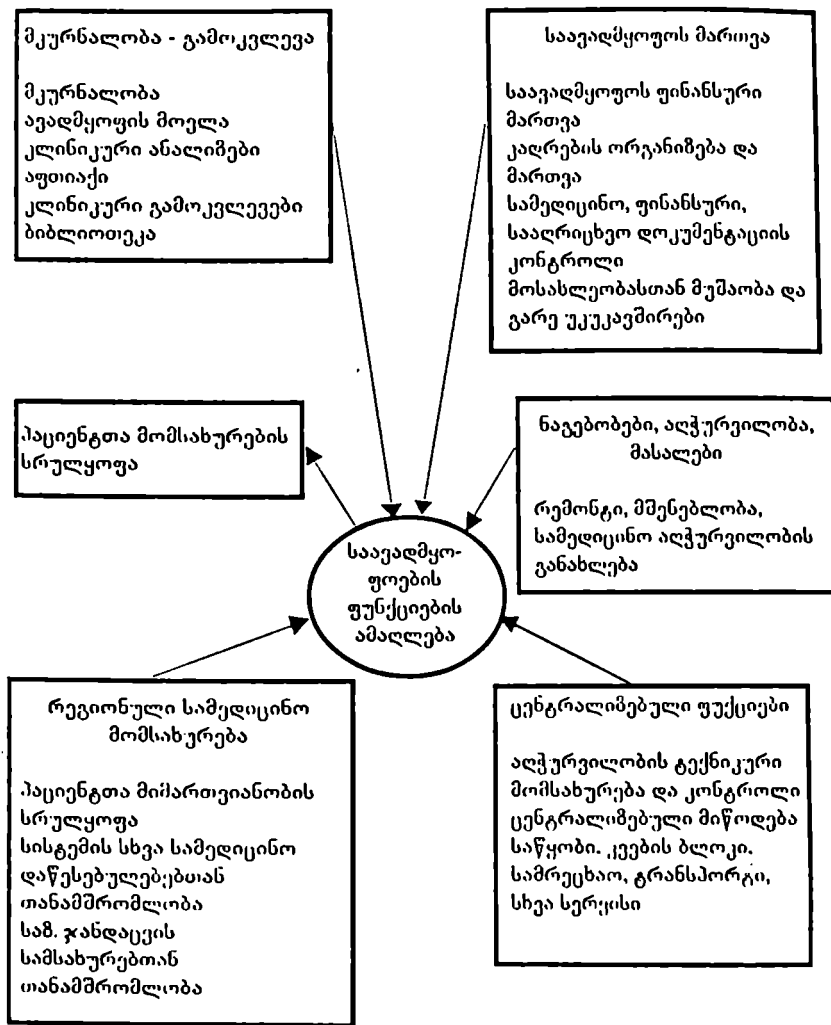 მკურნალობა - გამოკვლევა
მკურნალობა
ავადმყოფის მოვლა
კლინიკური ანალიზები
აფთიაქი
კლინიკური გამოკვლევები
ბიბლიოთეკა
საავადმყოფოს მართვა
საავადმყოფოს ფინანსური
მართვა
კადრების ორგანიზება და
მართვა
სამედიცინო, ფინანსური,
სააღრიცხვო დოკუმენტაციის
კონტროლი
მოსახლეობასთან მუშაობა და
გარე უკუკავშირები
პაციენტთა მომსახურების
სრულყოფა
ნაგებობები, აღჭურვილობა,
მასალები
რემონტი, მშენებლობა,
სამედიცინო აღჭურვილობის
განახლება
საავადმყო-
ფოების
ფუნქციების
ამაღლება
რეგიონული სამედიცინო
მომსახურება
პაციენტთა მიმართვიანობის
სრულყოფა
სისტემის სხვა სამედიცინო
დაწესებულებებთან
თანამშრომლობა
საზ. ჯანდაცვის
სამსახურებთან
თანამშრომლობა
ცენტრალიზებული ფუქციები
აღჭურვილობის ტექნიკური
მომსახურება და კონტროლი
ცენტრალიზებული მიწოდება
საწყობი. კვების ბლოკი.
სამრეცხაო, ტრანსპორტი,
სხვა სერვისი